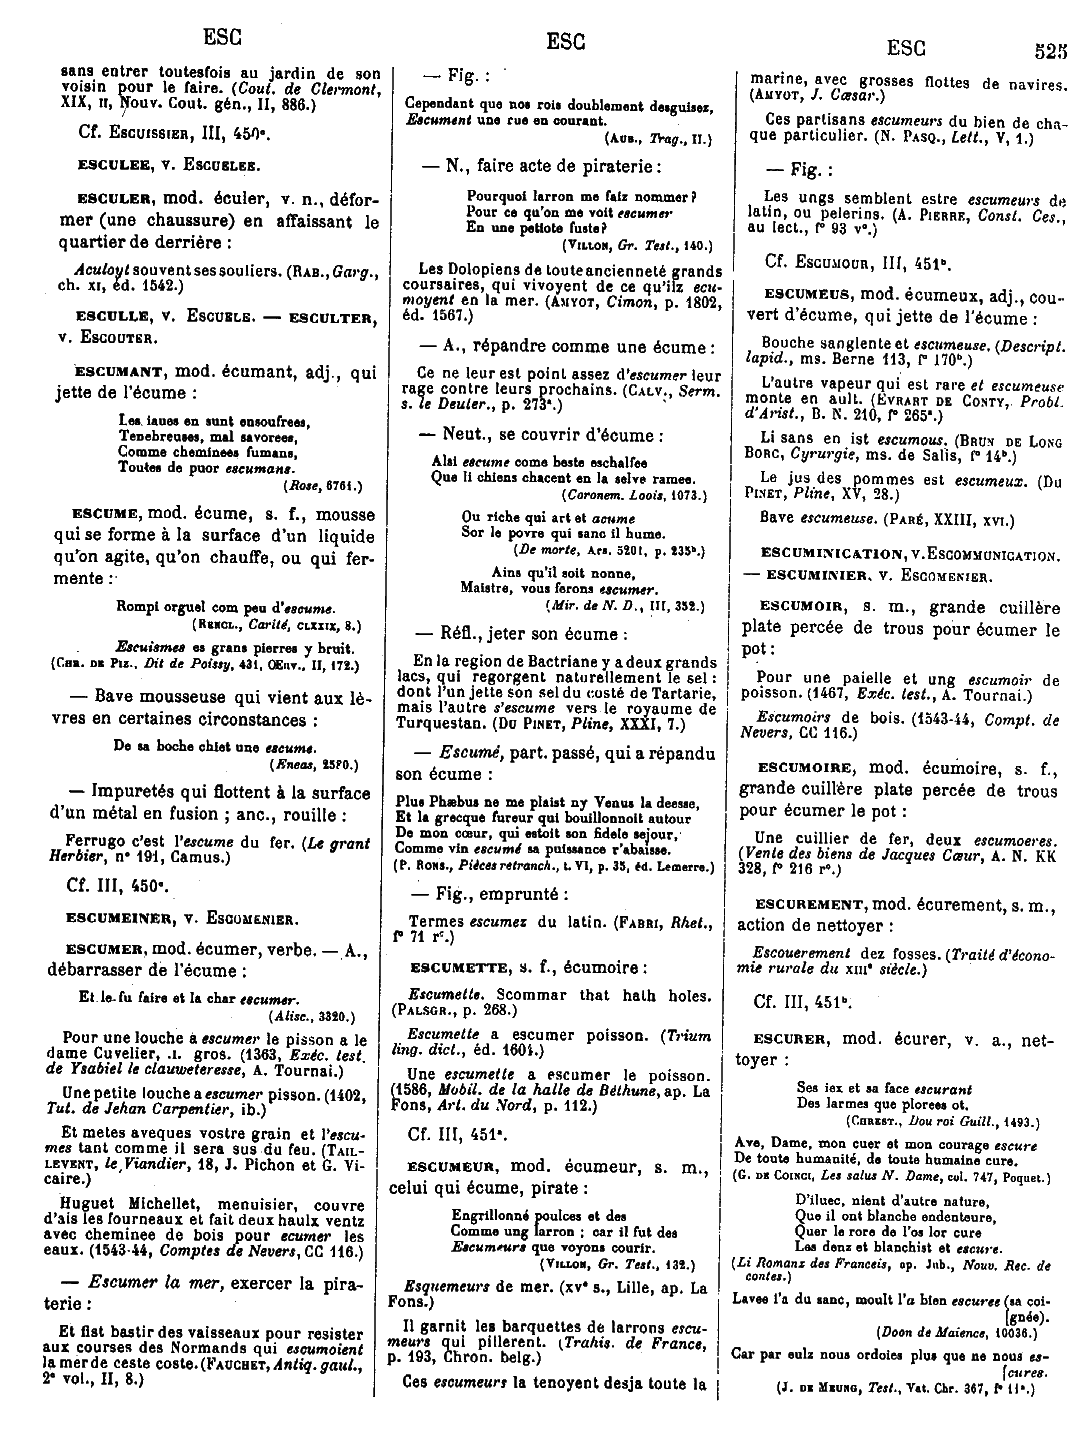 ESC
sans entrer toutesfois au jardin de son
voisin pour le faire. (Cout. de Clermont,
XIX, II, Nouv. Cout. gén., II, 886.)
Cf. ESCUISSIER, III, 450ᵃ.
ESCULEE, v. ESCUELEE.
ESCULER, mod. éculer, v. n., défor-
mer (une chaussure) en affaissant le
quartier de derrière :
Aculoyt souvent ses souliers. (RAB., Garg.,
ch. XI, éd. 1542.)
ESCULLE, v. ESCUELE. — ESCULTER,
v. ESCOUTER.
ESCUMANT, mod. écumant, adj., qui
jette de l'écume :
Les iaues en sunt ensoufrees,
Tenebreuses, mal savorees,
Comme cheminees fumans,
Toutes de puor escumans.
(Rose, 6761.)
ESCUME, mod. écume, s. f., mousse
qui se forme à la surface d'un liquide
qu'on agite, qu'on chauffe, ou qui fer-
mente :
Rompi orguel com peu d'escume.
(RENCL., Carité, CLXXIX, 8.)
Escuismes es grans pierres y bruit.
(CHR. DE PIZ., Dit de Poissy, 431, Œuv., II, 172.)
— Bave mousseuse qui vient aux lè-
vres en certaines circonstances :
De sa boche chiet une escume.
(Eneas, 2580.)
— Impuretés qui flottent à la surface
d'un métal en fusion ; anc., rouille :
Ferrugo c'est l'escume du fer. (Le grant
Herbier, n° 191, Camus.)
Cf. III, 450ᵃ.
ESCUMEINER, v. ESCOMENIER.
ESCUMER, mod. écumer, verbe. — A.,
débarrasser de l'écume :
Et le fu faire et la char escumer.
(Alisc., 3320.)
Pour une louche a escumer le pisson a le
dame Cuvelier, .I. gros. (1363, Exéc. test.
de Ysabiel le clauweteresse, A. Tournai.)
Une petite louche a escumer pisson. (1402,
Tut. de Jehan Carpentier, ib.)
Et metes aveques vostre grain et l'escu-
mes tant comme il sera sus du feu. (TAIL-
LEVENT, le Viandier, 18, J. Pichon et G. Vi-
caire.)
Huguet Michellet, menuisier, couvre
d'ais les fourneaux et fait deux haulx ventz
avec cheminee de bois pour ecumer les
eaux. (1543-44, Comptes de Nevers, CC 116.)
— Escumer la mer, exercer la pira-
terie :
Et fist bastir des vaisseaux pour resister
aux courses des Normands qui escumoient
la mer de ceste coste. (FAUCHET, Antiq. gaul.,
2ᵉ vol., II, 8.)
ESC
— Fig. :
Cependant que nos rois doublement desguisez,
Escument une rue en courant.
(AUB., Trag., II.)
— N., faire acte de piraterie :
Pourquoi larron me faiz nommer ?
Pour ce qu'on me voit escumer
En une petiote fuste ?
(VILLON, Gr. Test., 140.)
Les Dolopiens de toute ancienneté grands
coursaires, qui vivoyent de ce qu'ilz ecu-
moyent en la mer. (AMYOT, Cimon, p. 1802,
éd. 1567.)
— A., répandre comme une écume :
Ce ne leur est point assez d'escumer leur
rage contre leurs prochains. (CALV., Serm.
s. le Deuter., p. 273ᵃ.)
— Neut., se couvrir d'écume :
Alsi escume come beste eschalfee
Que li chiens chacent en la selve ramee.
(Coronem. Loois, 1073.)
Ou riche qui art et acume
Sor le povre qui sanc il hume.
(De morte, Ars. 5201, p. 235ᵇ.)
Ains qu'il soit nonne,
Maistre, vous ferons escumer.
(Mir. de N. D., III, 352.)
— Réfl., jeter son écume :
En la region de Bactriane y a deux grands
lacs, qui regorgent naturellement le sel :
dont l'un jette son sel du costé de Tartarie,
mais l'autre s'escume vers le royaume de
Turquestan. (DU PINET, Pline, XXXI, 7.)
— Escumé, part. passé, qui a répandu
son écume :
Plus Phæbus ne me plaist ny Venus la deesse,
Et la grecque fureur qui bouillonnoit autour
De mon cœur, qui estoit son fidele sejour,
Comme vin escumé sa puissance r'abaisse.
(P. RONS., Pièces retranch., t. VI, p. 35, éd. Lemerre.)
— Fig., emprunté :
Termes escumez du latin. (FABRI, Rhet.,
f° 71 rᶜ.)
ESCUMETTE, s. f., écumoire :
Escumette. Scommar that hath holes.
(PALSGR., p. 268.)
Escumette a escumer poisson. (Trium
ling. dict., éd. 1604.)
Une escumette a escumer le poisson.
(1586, Mobil. de la halle de Béthune, ap. La
Fons, Art. du Nord, p. 112.)
Cf. III, 451ᵃ.
ESCUMEUR, mod. écumeur, s. m.,
celui qui écume, pirate :
Engrillonné poulces et des
Comme ung larron ; car il fut des
Escumeurs que voyons courir.
(VILLON, Gr. Test., 132.)
Esquemeurs de mer. (XVᵉ s., Lille, ap. La
Fons.)
Il garnit les barquettes de larrons escu-
meurs qui pillerent. (Trahis. de France,
p. 193, Chron. belg.)
Ces escumeurs la tenoyent desja toute la
ESC 525
marine, avec grosses flottes de navires.
(AMYOT, J. Cæsar.)
Ces partisans escumeurs du bien de cha-
que particulier. (N. PASQ., Lett., V, 1.)
— Fig. :
Les ungs semblent estre escumeurs de
latin, ou pelerins. (A. PIERRE, Const. Ces.,
au lect., f° 93 v°.)
Cf. ESCUMOUR, III, 451ᵇ.
ESCUMEUS, mod. écumeux, adj., cou-
vert d'écume, qui jette de l'écume :
Bouche sanglente et escumeuse. (Descript.
lapid., ms. Berne 113, f° 170ᵇ.)
L'autre vapeur qui est rare et escumeuse
monte en ault. (EVRART DE CONTY, Probl.
d'Arist., B. N. 210, f° 265ᵃ.)
Li sans en ist escumous. (BRUN DE LONG
BORC, Cyrurgie, ms. de Salis, f° 14ᵇ.)
Le jus des pommes est escumeux. (DU
PINET, Pline, XV, 28.)
Bave escumeuse. (PARÉ, XXIII, XVI.)
ESCUMINICATION, v. ESCOMMUNICATION.
— ESCUMINIER, v. ESCOMENIER.
ESCUMOIR, s. m., grande cuillère
plate percée de trous pour écumer le
pot :
Pour une paielle et ung escumoir de
poisson. (1467, Exéc. test., A. Tournai.)
Escumoirs de bois. (1543-44, Compt. de
Nevers, CC 116.)
ESCUMOIRE, mod. écumoire, s. f.,
grande cuillère plate percée de trous
pour écumer le pot :
Une cuillier de fer, deux escumoeres.
(Vente des biens de Jacques Cœur, A. N. KK
328, f° 216 r°.)
ESCUREMENT, mod. écurement, s. m.,
action de nettoyer :
Escouerement dez fosses. (Traité d'écono-
mie rurale du XIIIᵉ siècle.)
Cf. III, 451ᵇ.
ESCURER, mod. écurer, v. a., net-
toyer :
Ses iex et sa face escurant
Des larmes que plorees ot.
(CHREST., Dou roi Guill., 1493.)
Ave, Dame, mon cuer et mon courage escure
De toute humanité, de toute humaine cure.
(G. DE COINCI, Les salus N. Dame, col. 747, Poquet.)
D'iluec, nient d'autre nature,
Que il ont blanche endenteure,
Quer le rore de l'os lor cure
Les denz et blanchist et escure.
(Li Romanz des Franceis, ap. Jub., Nouv. Rec. de
contes.)
Lavee l'a du sanc, moult l'a bien escuree (sa coi-
[gnée).
(Doon de Maience, 10036.)
Car par eulz nous ordoies plus que ne nous es-
[cures.
(J. DE MEUNG, Test., Vat. Chr. 367, f° 11ᵃ.)